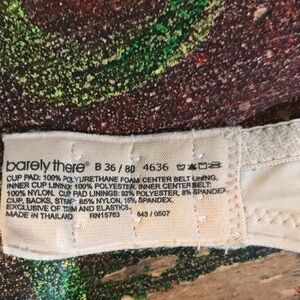 barely there® B 36 / 80 4636
CUP PAD: 100% POLYURETHANE FOAM. CENTER BELT LINING,
INNER CUP LINING: 100% POLYESTER. INNER CENTER BELT:
100% NYLON. CUP PAD LININGS: 92% POLYESTER, 8% SPANDEX.
CUP, BACKS, STRAP: 85% NYLON, 15% SPANDEX.
EXCLUSIVE OF TRIM AND ELASTICS.
MADE IN THAILAND RN15763 643 / 0507